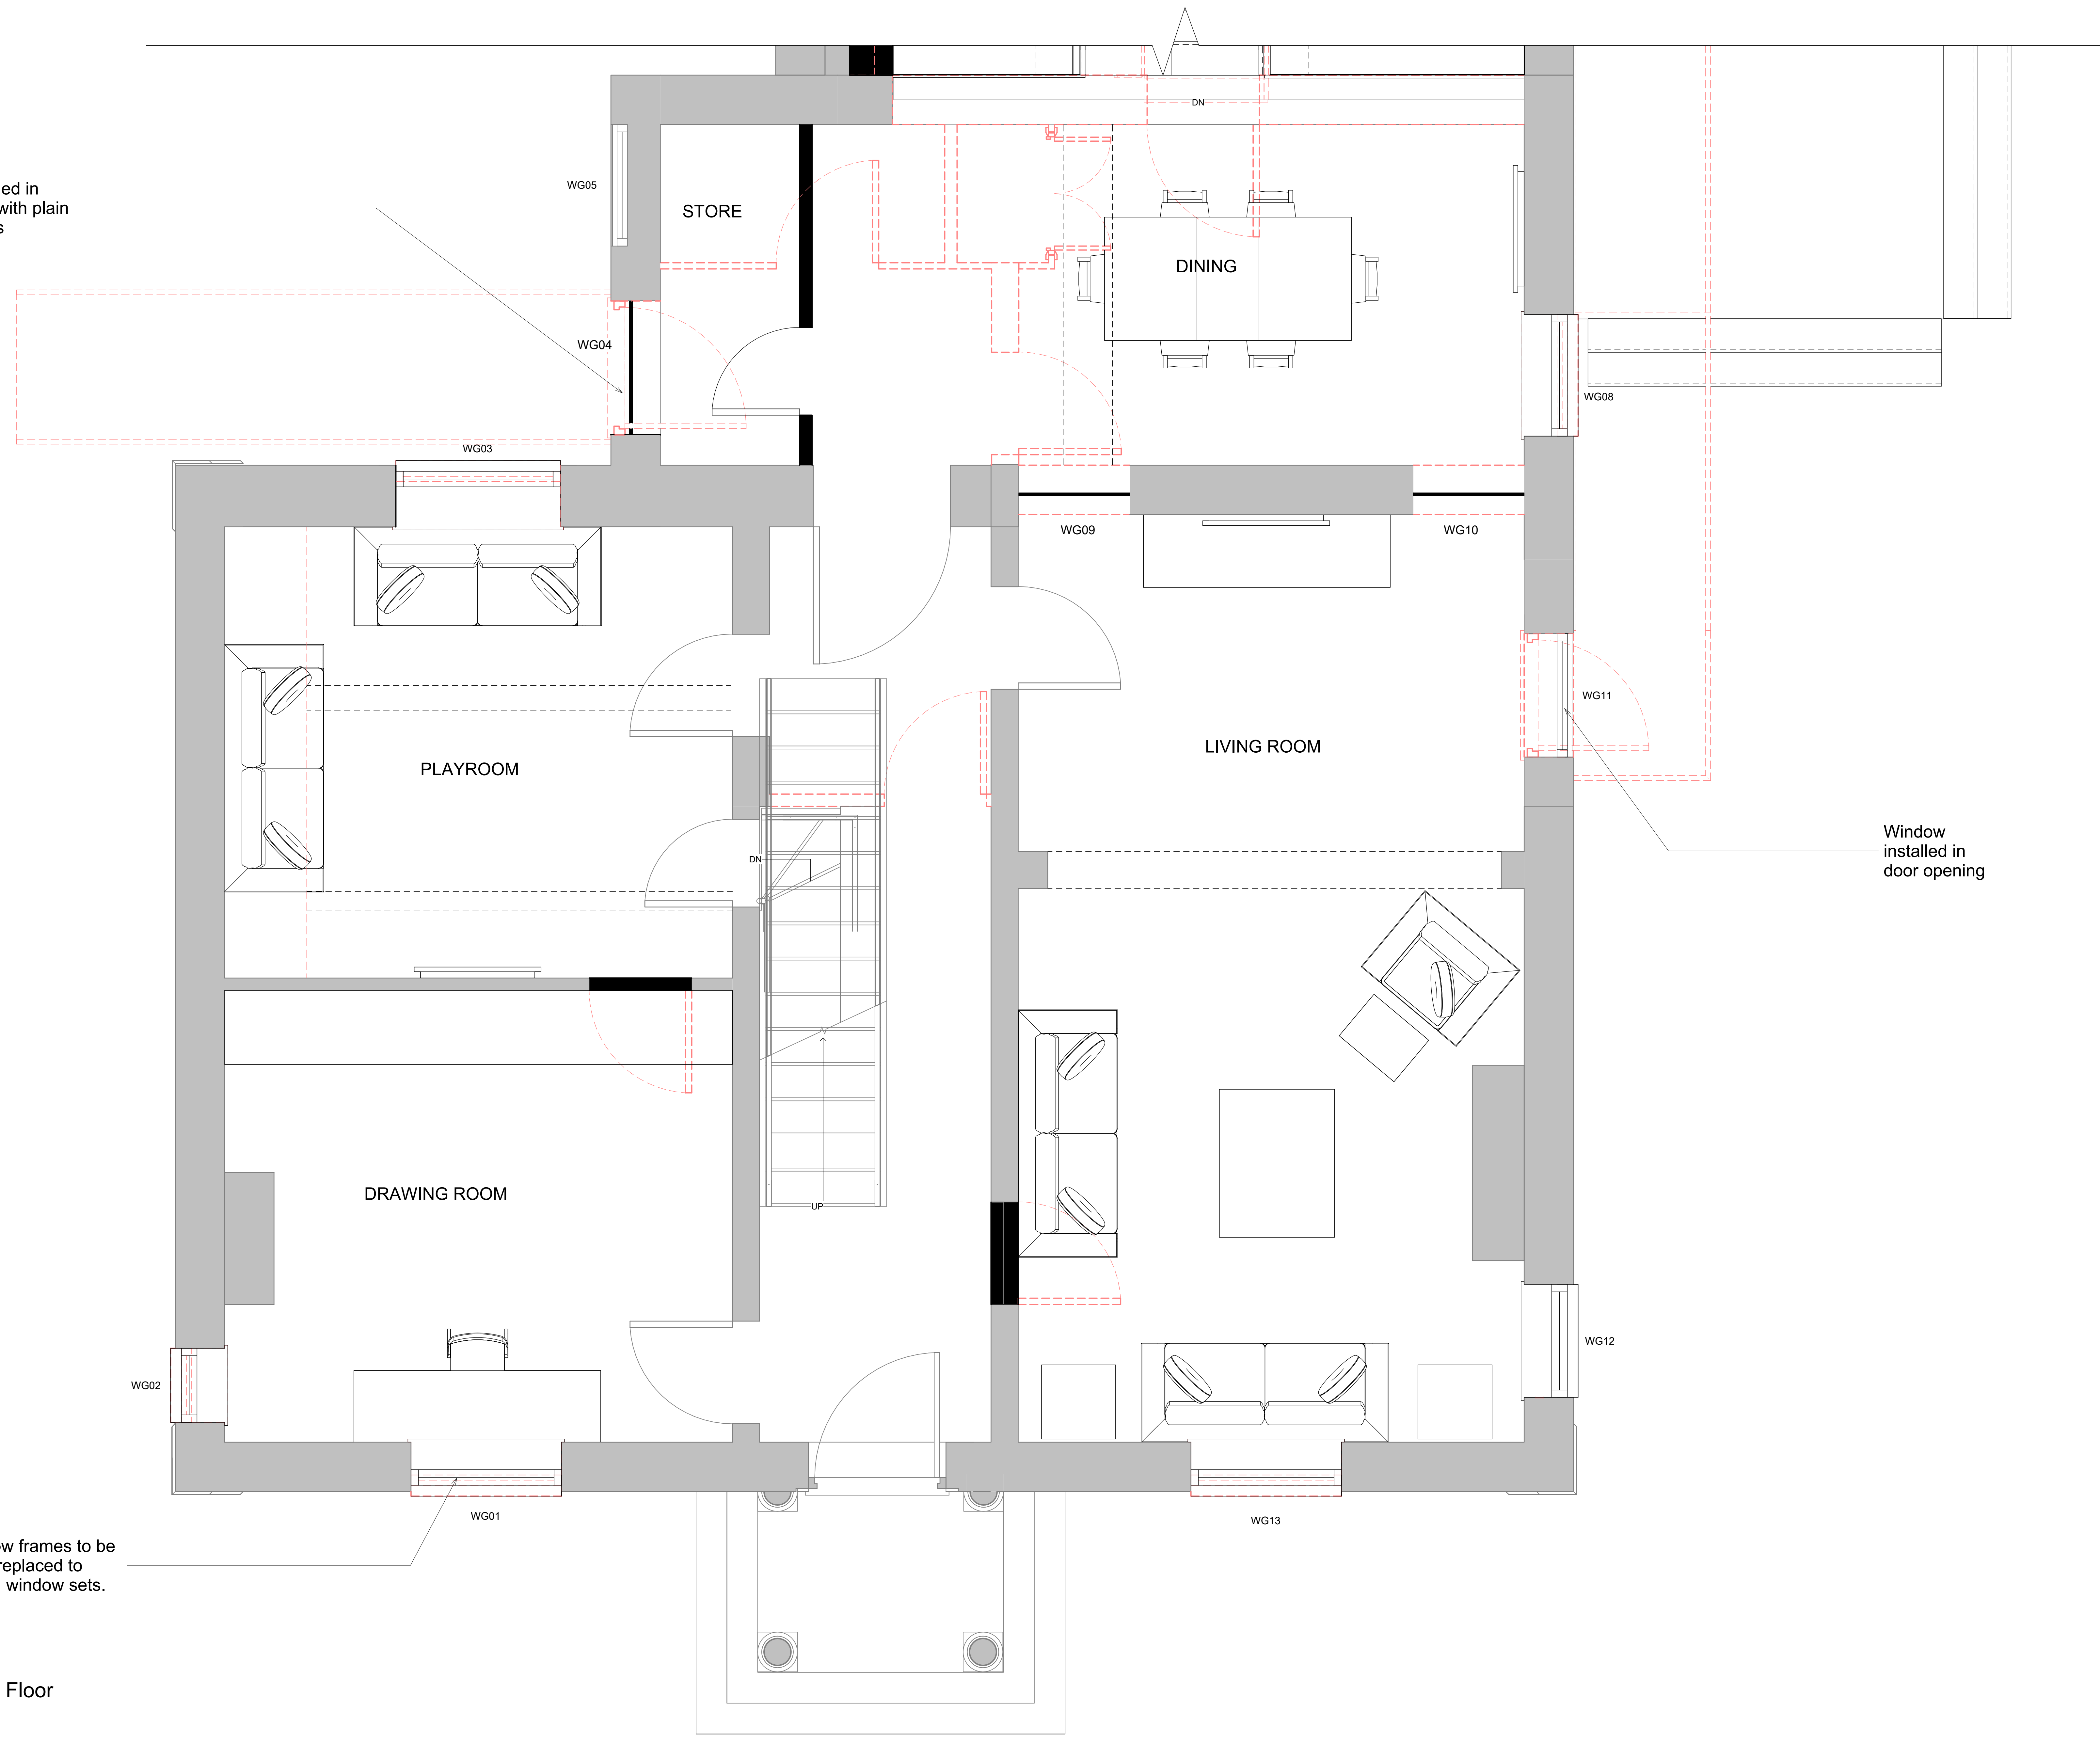 DN
ed in
with plain
s
WG05
STORE
DINING
WG04
WG08
WG03
WG09
WG10
WG11
LIVING ROOM
PLAYROOM
Window
installed in
door opening
DN
DRAWING ROOM
UP
WG12
WG02
WG01
WG13
w frames to be
replaced to
window sets.
Floor